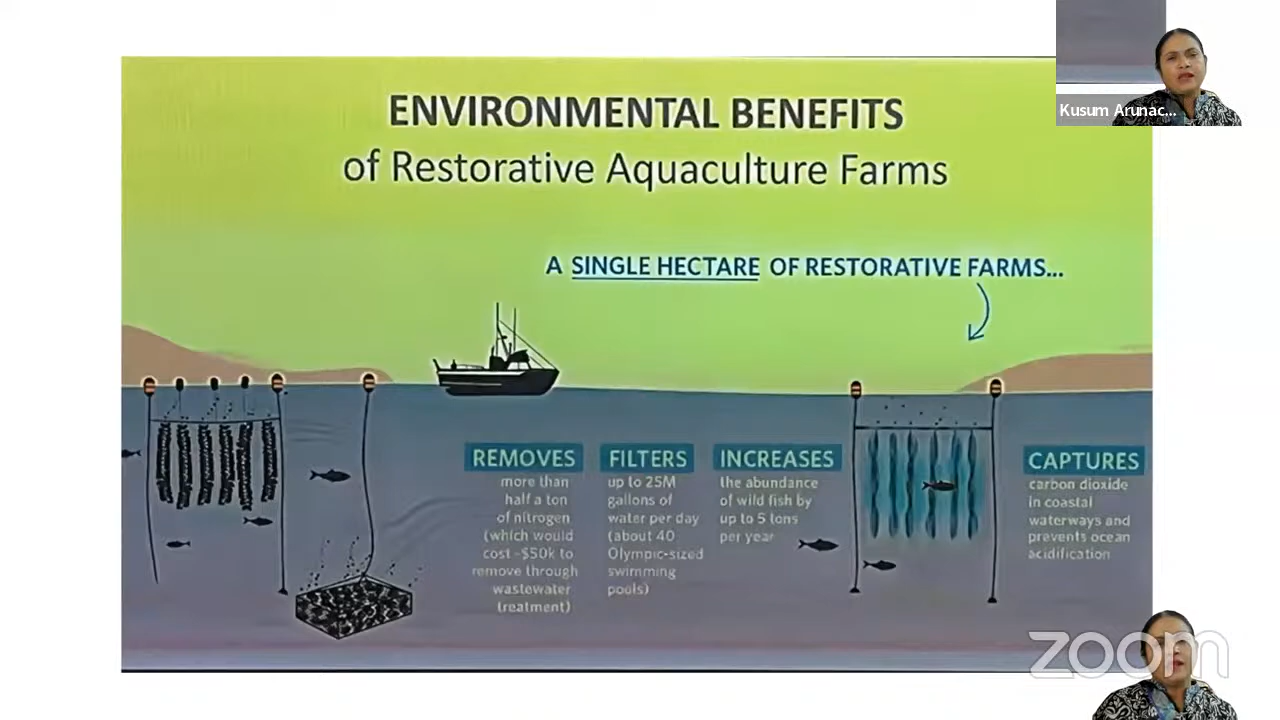 Kusum Arunac...
ENVIRONMENTAL BENEFITS
of Restorative Aquaculture Farms
A SINGLE HECTARE OF RESTORATIVE FARMS...
REMOVES
more than
half a ton
of nitrogen
(which would
cost ~$50k to
remove through
wastewater
treatment)
FILTERS
up to 25M
gallons of
water per day
(about 40
Olympic-sized
swimming
pools)
INCREASES
the abundance
of wild fish by
up to 5 tons
per year
CAPTURES
carbon dioxide
in coastal
waterways and
prevents ocean
acidification
zoom